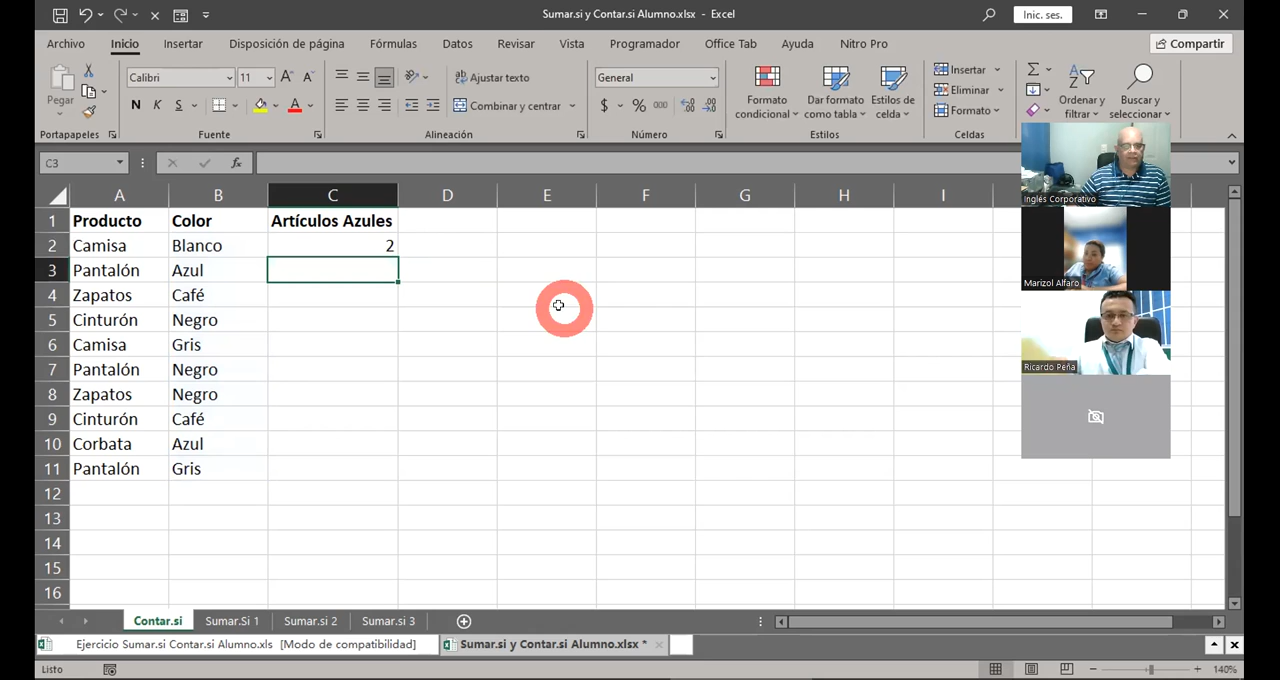 Sumar.si y Contar.si Alumno.xlsx - Excel
Inic. ses.
Archivo Inicio Insertar Disposición de página Fórmulas Datos Revisar Vista Programador Office Tab Ayuda Nitro Pro Compartir
Pegar
Calibri 11
N K S
Ajustar texto
Combinar y centrar
General
$ % 000
Formato condicional
Dar formato como tabla
Estilos de celda
Insertar
Eliminar
Formato
Ordenar y filtrar
Buscar y seleccionar
Portapapeles Fuente Alineación Número Estilos Celdas
C3 fx
A B C D E F G H I
1 Producto Color Artículos Azules
2 Camisa Blanco 2
3 Pantalón Azul
4 Zapatos Café
5 Cinturón Negro
6 Camisa Gris
7 Pantalón Negro
8 Zapatos Negro
9 Cinturón Café
10 Corbata Azul
11 Pantalón Gris
12
13
14
15
16
Inglés Corporativo
Marizol Alfaro
Ricardo Peña
Contar.si Sumar.Si 1 Sumar.si 2 Sumar.si 3
Ejercicio Sumar.si Contar.si Alumno.xls [Modo de compatibilidad] Sumar.si y Contar.si Alumno.xlsx *
Listo 140%